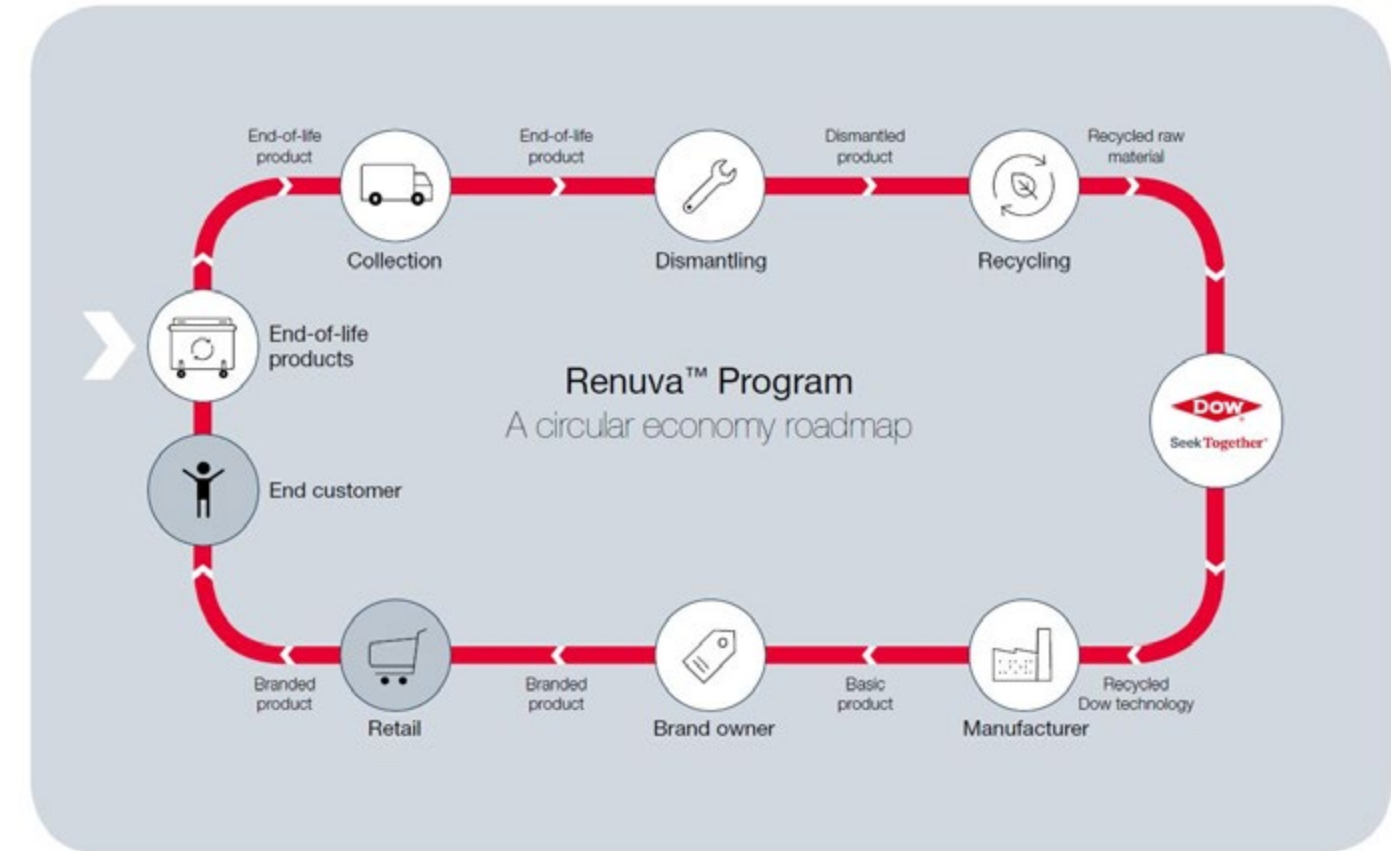 End-of-life
product
End-of-life
product
Dismantled
product
Recycled raw
material
Collection
Dismantling
Recycling
End-of-life
products
Renuva™ Program
A circular economy roadmap
DOW
Seek Together®
End customer
Branded
product
Branded
product
Basic
product
Recycled
Dow technology
Retail
Brand owner
Manufacturer